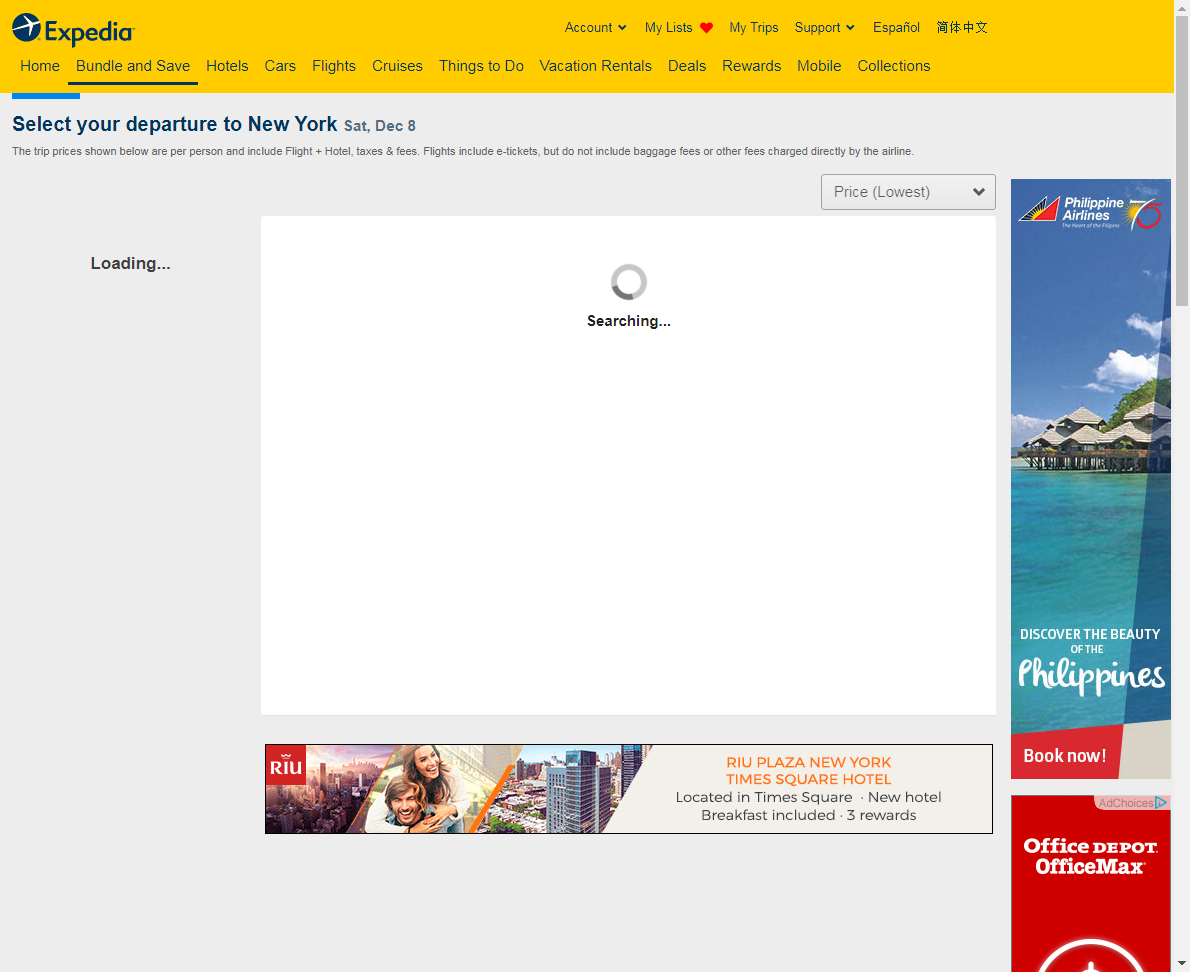 Expedia
Account
My Lists
My Trips
Support
Español
简体中文
Home
Bundle and Save
Hotels
Cars
Flights
Cruises
Things to Do
Vacation Rentals
Deals
Rewards
Mobile
Collections
Select your departure to New York Sat, Dec 8
The trip prices shown below are per person and include Flight + Hotel, taxes & fees. Flights include e-tickets, but do not include baggage fees or other fees charged directly by the airline.
Price (Lowest)
Loading...
Searching...
Philippine
Airlines
The Heart of the Filipino
75
DISCOVER THE BEAUTY
OF THE
Philippines
Book now!
RIU
RIU PLAZA NEW YORK
TIMES SQUARE HOTEL
Located in Times Square · New hotel
Breakfast included · 3 rewards
AdChoices
Office DEPOT
OfficeMax